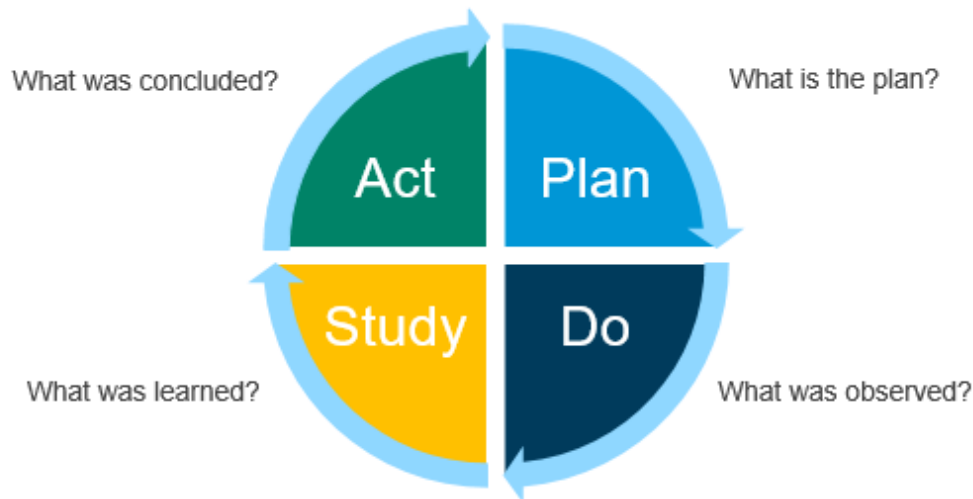 What was concluded?
What is the plan?
Act
Plan
Study
Do
What was learned?
What was observed?